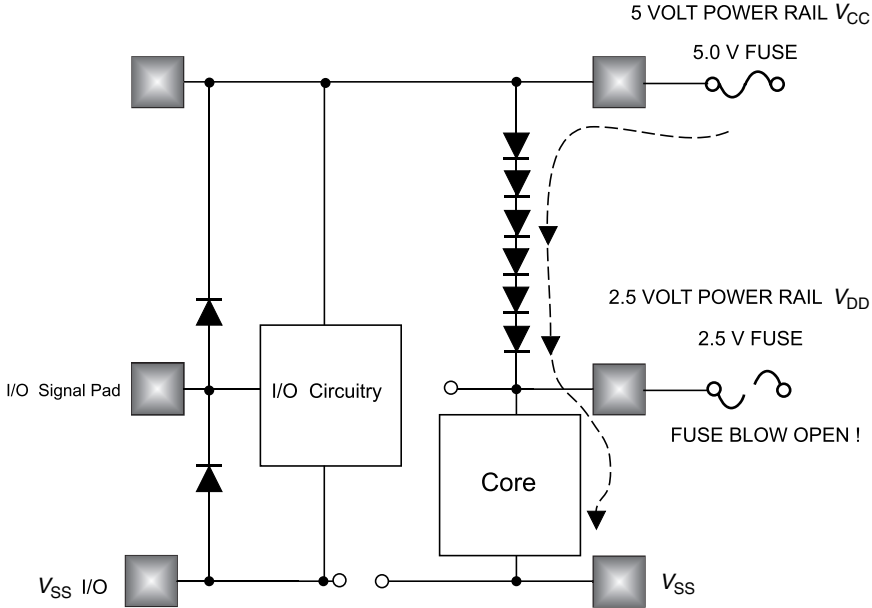 5 VOLT POWER RAIL VCC
5.0 V FUSE
2.5 VOLT POWER RAIL VDD
2.5 V FUSE
I/O Signal Pad
I/O Circuitry
FUSE BLOW OPEN !
Core
VSS I/O
VSS